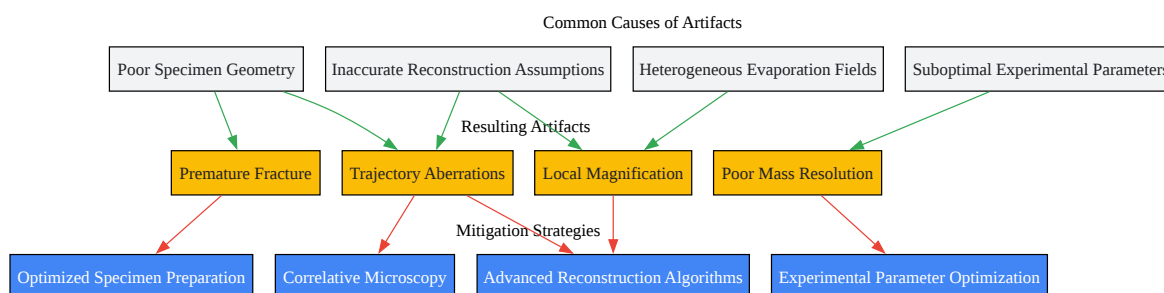 Common Causes of Artifacts
Poor Specimen Geometry
Inaccurate Reconstruction Assumptions
Heterogeneous Evaporation Fields
Suboptimal Experimental Parameters
Resulting Artifacts
Premature Fracture
Trajectory Aberrations
Local Magnification
Poor Mass Resolution
Mitigation Strategies
Optimized Specimen Preparation
Correlative Microscopy
Advanced Reconstruction Algorithms
Experimental Parameter Optimization